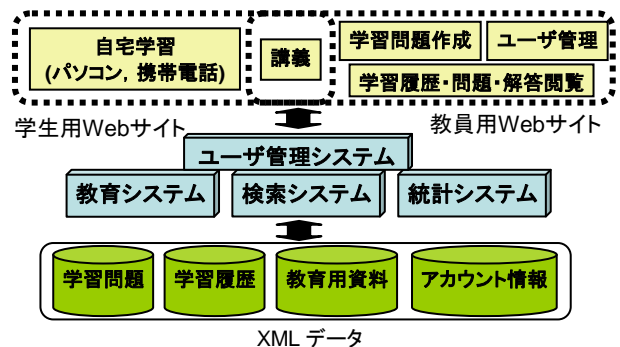 自宅学習
(パソコン, 携帯電話)
講義
学習問題作成
ユーザ管理
学習履歴・問題・解答閲覧
学生用Webサイト
教員用Webサイト
ユーザ管理システム
教育システム
検索システム
統計システム
学習問題
学習履歴
教育用資料
アカウント情報
XML データ